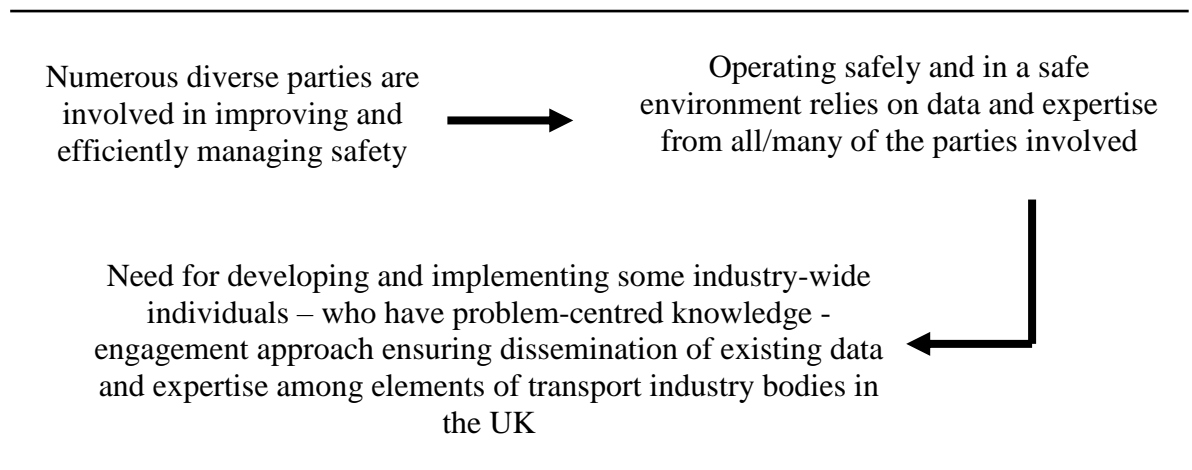 Numerous diverse parties are
involved in improving and
efficiently managing safety
Operating safely and in a safe
environment relies on data and expertise
from all/many of the parties involved
Need for developing and implementing some industry-wide
individuals – who have problem-centred knowledge -
engagement approach ensuring dissemination of existing data
and expertise among elements of transport industry bodies in
the UK